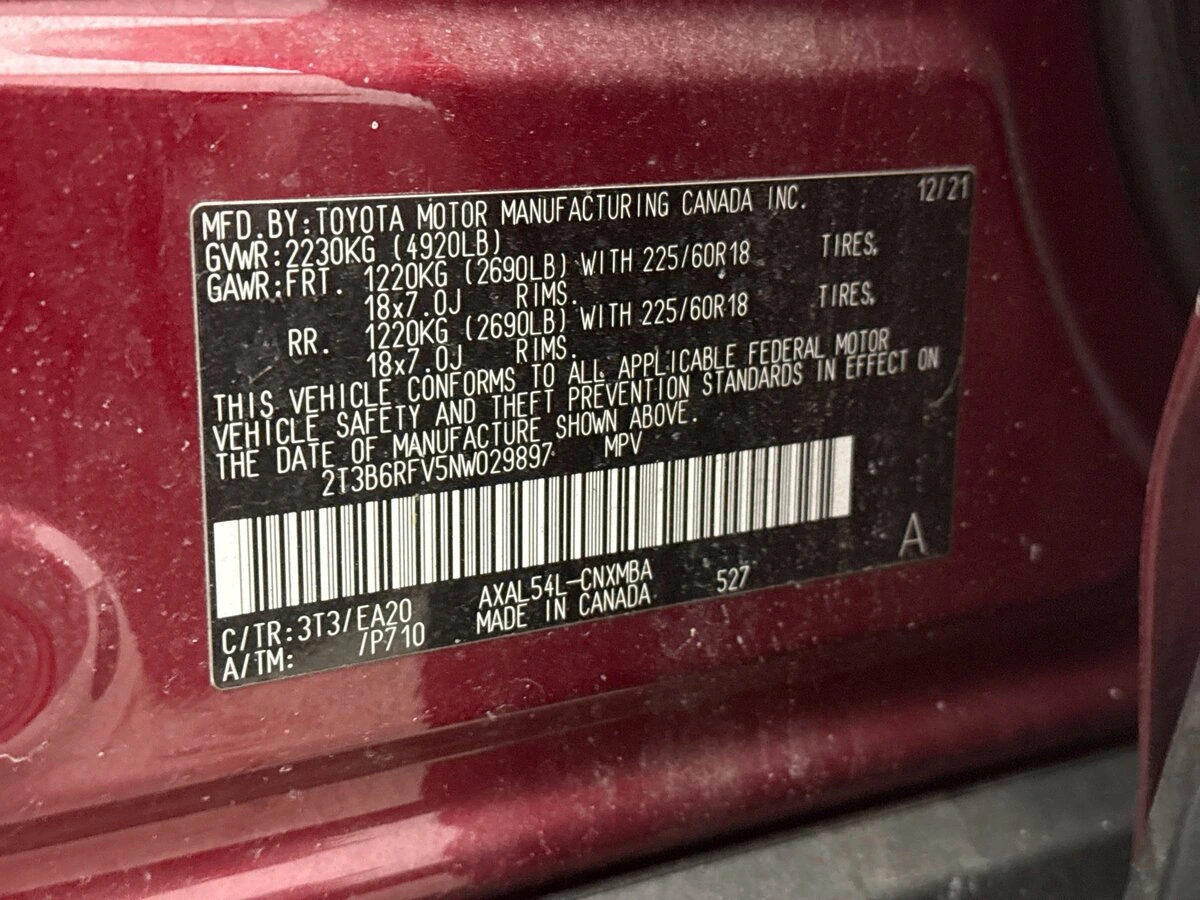 MFD.BY:TOYOTA MOTOR MANUFACTURING CANADA INC. 12/21
GVWR:2230KG (4920LB)
GAWR:FRT. 1220KG (2690LB) WITH 225/60R18 TIRES,
18x7.0J RIMS.
RR. 1220KG (2690LB) WITH 225/60R18 TIRES,
18x7.0J RIMS.
THIS VEHICLE CONFORMS TO ALL APPLICABLE FEDERAL MOTOR
VEHICLE SAFETY AND THEFT PREVENTION STANDARDS IN EFFECT ON
THE DATE OF MANUFACTURE SHOWN ABOVE.
2T3B6RFV5NW029897 MPV
A
C/TR:3T3/EA20 AXAL54L-CNXMBA 527
A/TM: /P710 MADE IN CANADA